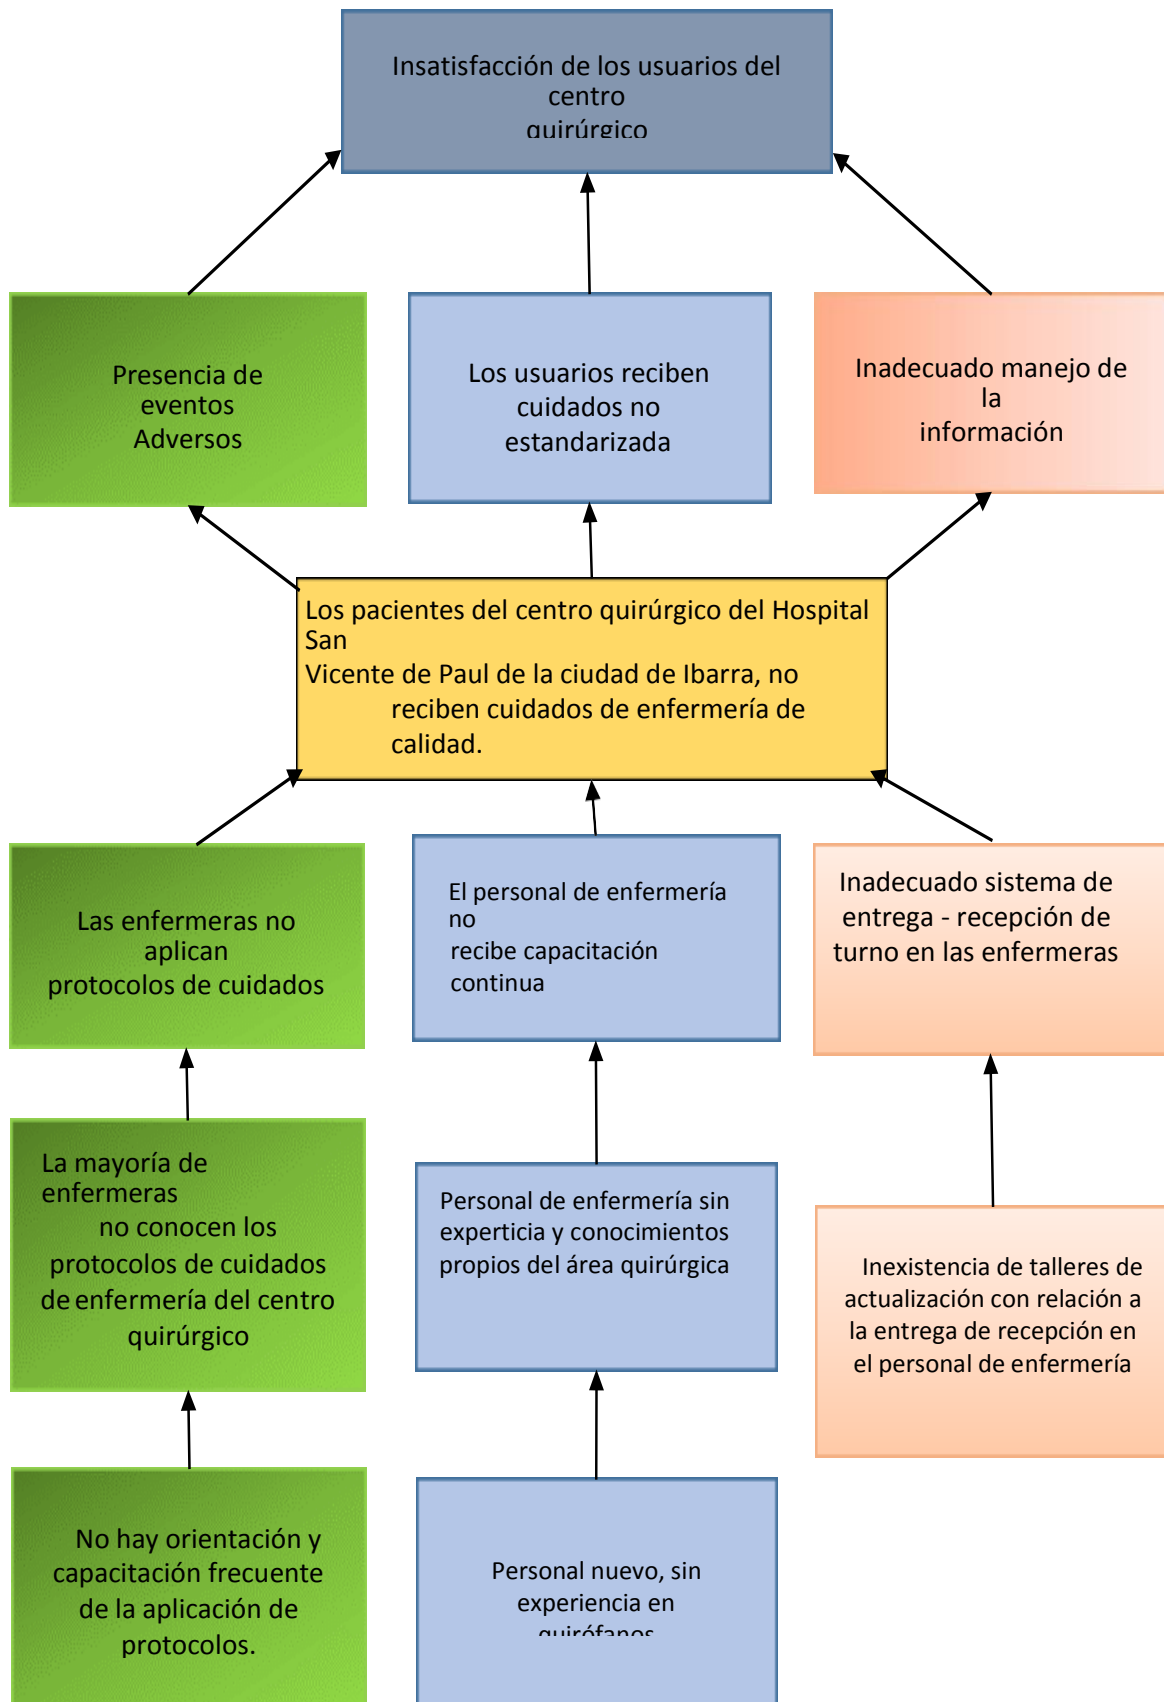 Insatisfacción de los usuarios del
centro
quirúrgico
Presencia de
eventos
Adversos
Los usuarios reciben
cuidados no
estandarizada
Inadecuado manejo de
la
información
Los pacientes del centro quirúrgico del Hospital
San
Vicente de Paul de la ciudad de Ibarra, no
reciben cuidados de enfermería de
calidad.
Las enfermeras no
aplican
protocolos de cuidados
El personal de enfermería
no
recibe capacitación
continua
Inadecuado sistema de
entrega - recepción de
turno en las enfermeras
La mayoría de
enfermeras
no conocen los
protocolos de cuidados
de enfermería del centro
quirúrgico
Personal de enfermería sin
experticia y conocimientos
propios del área quirúrgica
Inexistencia de talleres de
actualización con relación a
la entrega de recepción en
el personal de enfermería
No hay orientación y
capacitación frecuente
de la aplicación de
protocolos.
Personal nuevo, sin
experiencia en
quirófanos